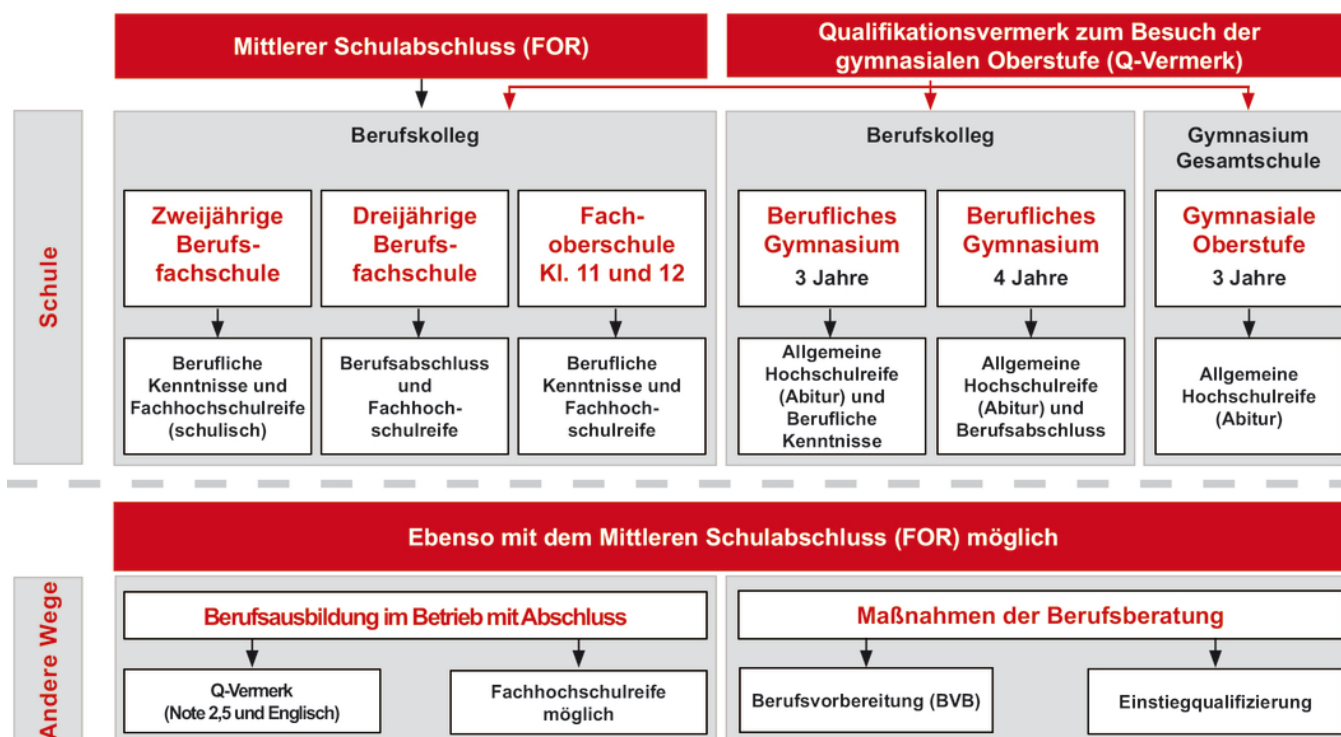 Mittlerer Schulabschluss (FOR)
Qualifikationsvermerk zum Besuch der
gymnasialen Oberstufe (Q-Vermerk)
Schule
Berufskolleg
Zweijährige
Berufs-
fachschule
Dreijährige
Berufs-
fachschule
Fach-
oberschule
Kl. 11 und 12
Berufliche
Kenntnisse und
Fachhochschulreife
(schulisch)
Berufsabschluss
und
Fachhoch-
schulreife
Berufliche
Kenntnisse und
Fachhoch-
schulreife
Berufskolleg
Berufliches
Gymnasium
3 Jahre
Berufliches
Gymnasium
4 Jahre
Allgemeine
Hochschulreife
(Abitur) und
Berufliche
Kenntnisse
Allgemeine
Hochschulreife
(Abitur) und
Berufsabschluss
Gymnasium
Gesamtschule
Gymnasiale
Oberstufe
3 Jahre
Allgemeine
Hochschulreife
(Abitur)
Ebenso mit dem Mittleren Schulabschluss (FOR) möglich
Andere Wege
Berufsausbildung im Betrieb mit Abschluss
Q-Vermerk
(Note 2,5 und Englisch)
Fachhochschulreife
möglich
Maßnahmen der Berufsberatung
Berufsvorbereitung (BVB)
Einstiegqualifizierung